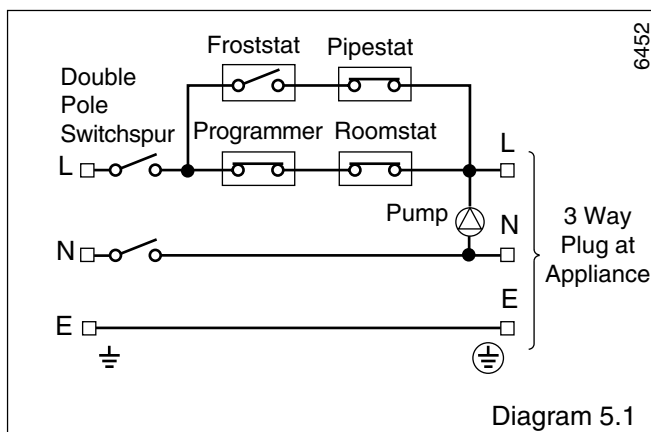 6452
Froststat Pipestat
Double
Pole
Switchspur
Programmer Roomstat
L
L
Pump
N
N
3 Way
Plug at
Appliance
E
E
Diagram 5.1